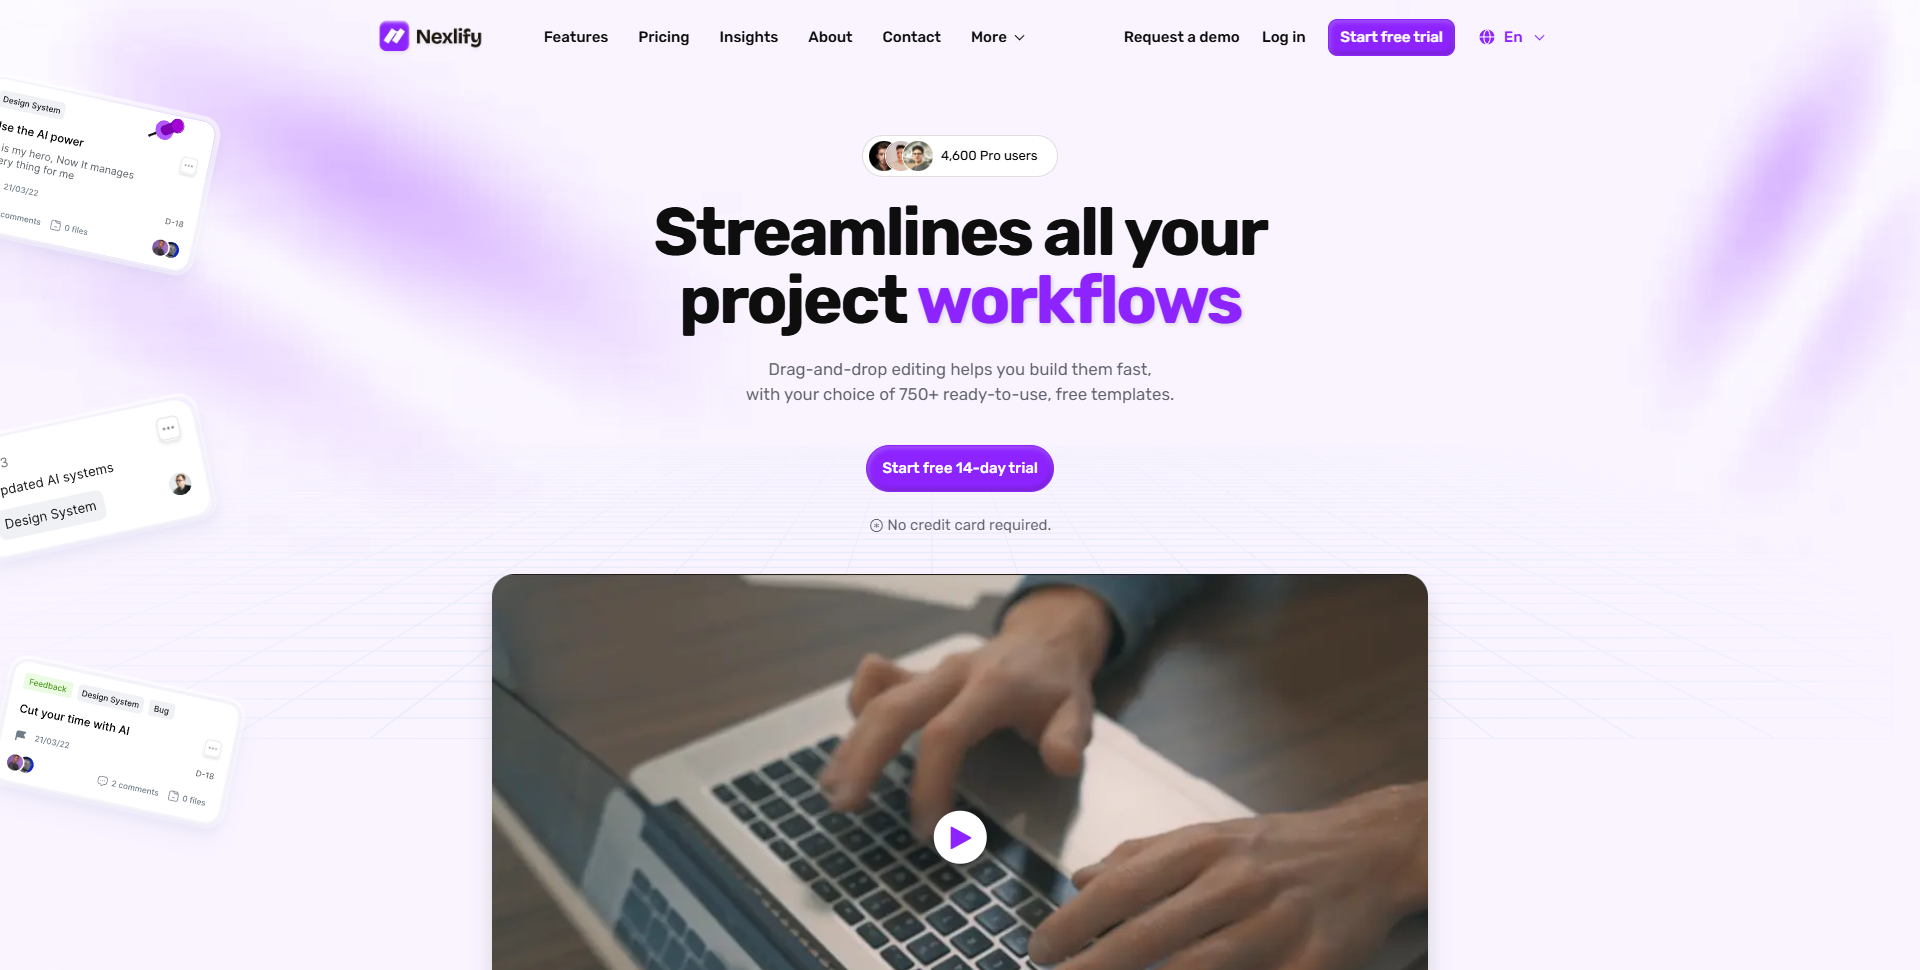 Nexlify
Features
Pricing
Insights
About
Contact
More
Request a demo
Log in
Start free trial
En
4,600 Pro users
Streamlines all your
project workflows
Drag-and-drop editing helps you build them fast,
with your choice of 750+ ready-to-use, free templates.
Start free 14-day trial
No credit card required.
Design System
the AI power
is my hero, Now It manages
thing for me
21/03/22
comments
0 files
D-18
3
AI systems
Design System
Feedback
Design System
Bug
Cut your time with AI
21/03/22
D-18
2 comments
0 files